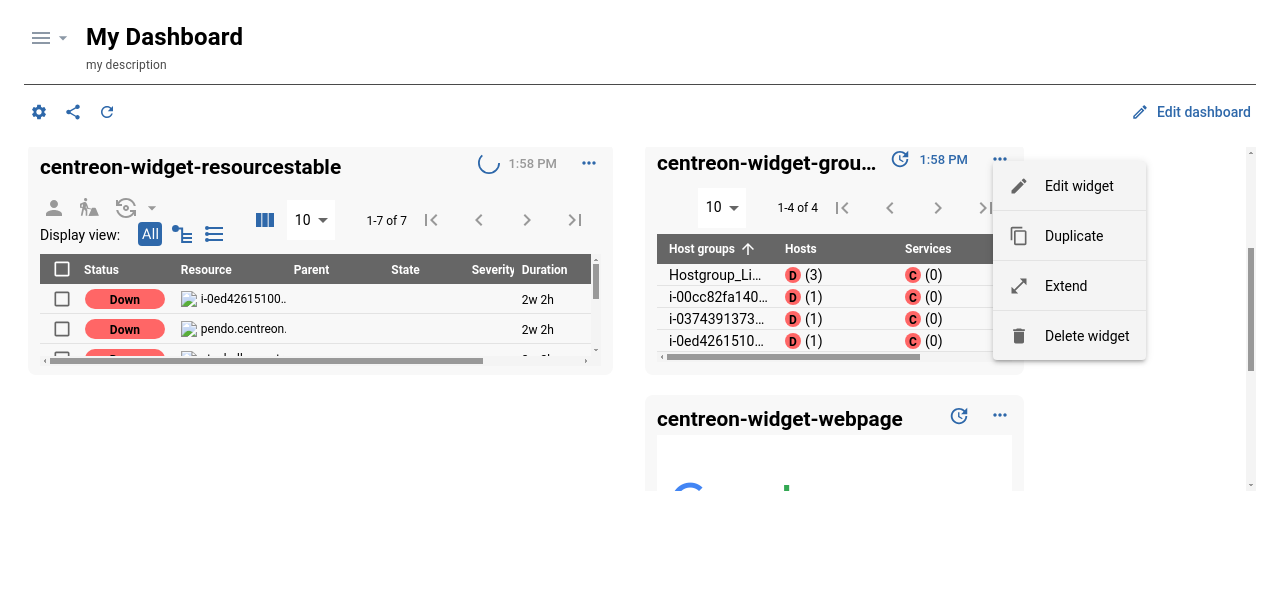 My Dashboard
my description
Edit dashboard
centreon-widget-resourcestable
1:58 PM
10
1-7 of 7
Display view:
All
Status Resource Parent State Severity Duration
Down i-0ed42615100.. 2w 2h
Down pendo.centreon. 2w 2h
centreon-widget-grou...
1:58 PM
10
1-4 of 4
Host groups Hosts Services
Hostgroup_Li... D (3) C (0)
i-00cc82fa140... D (1) C (0)
i-0374391373... D (1) C (0)
i-0ed4261510... D (1) C (0)
Edit widget
Duplicate
Extend
Delete widget
centreon-widget-webpage